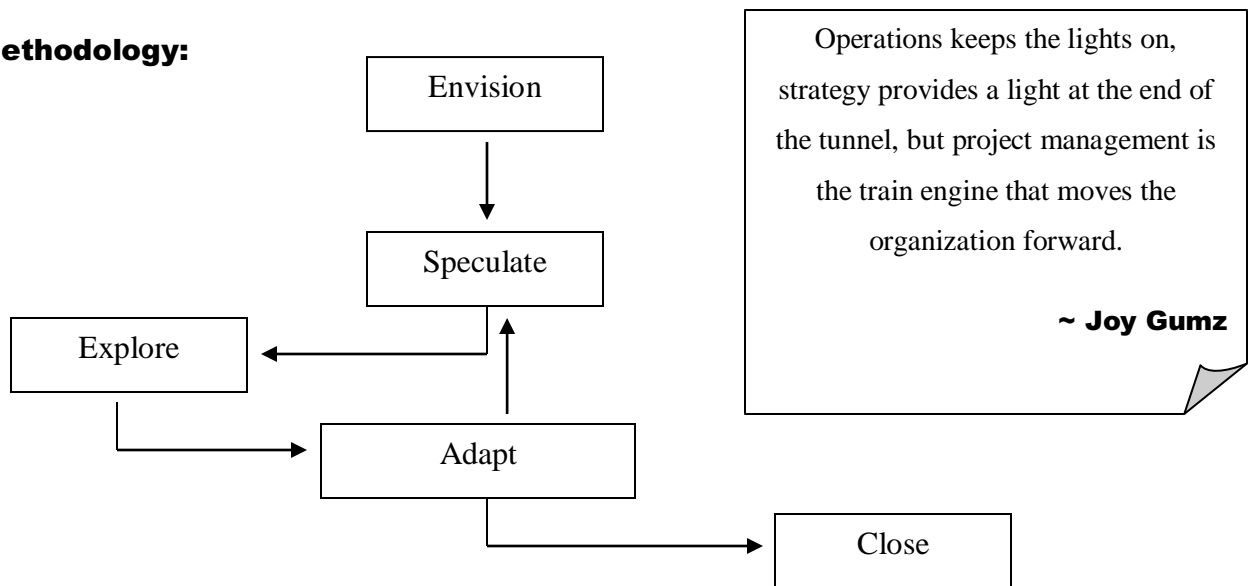 ethodology:
Envision
Speculate
Explore
Adapt
Close
Operations keeps the lights on,
strategy provides a light at the end of
the tunnel, but project management is
the train engine that moves the
organization forward.
~ Joy Gumz